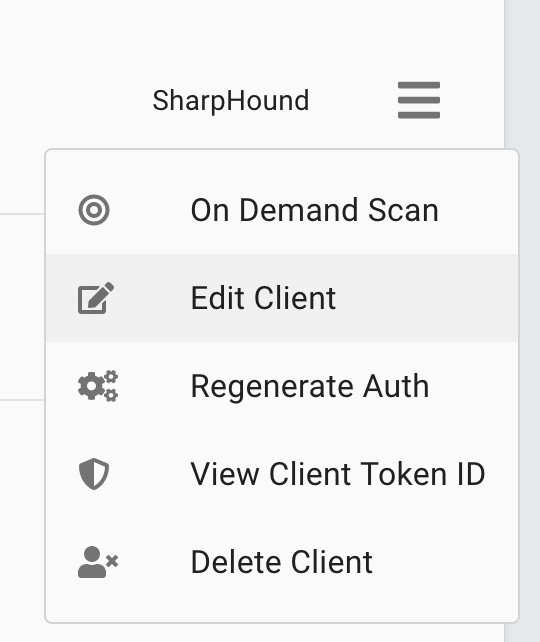 SharpHound
On Demand Scan
Edit Client
Regenerate Auth
View Client Token ID
Delete Client